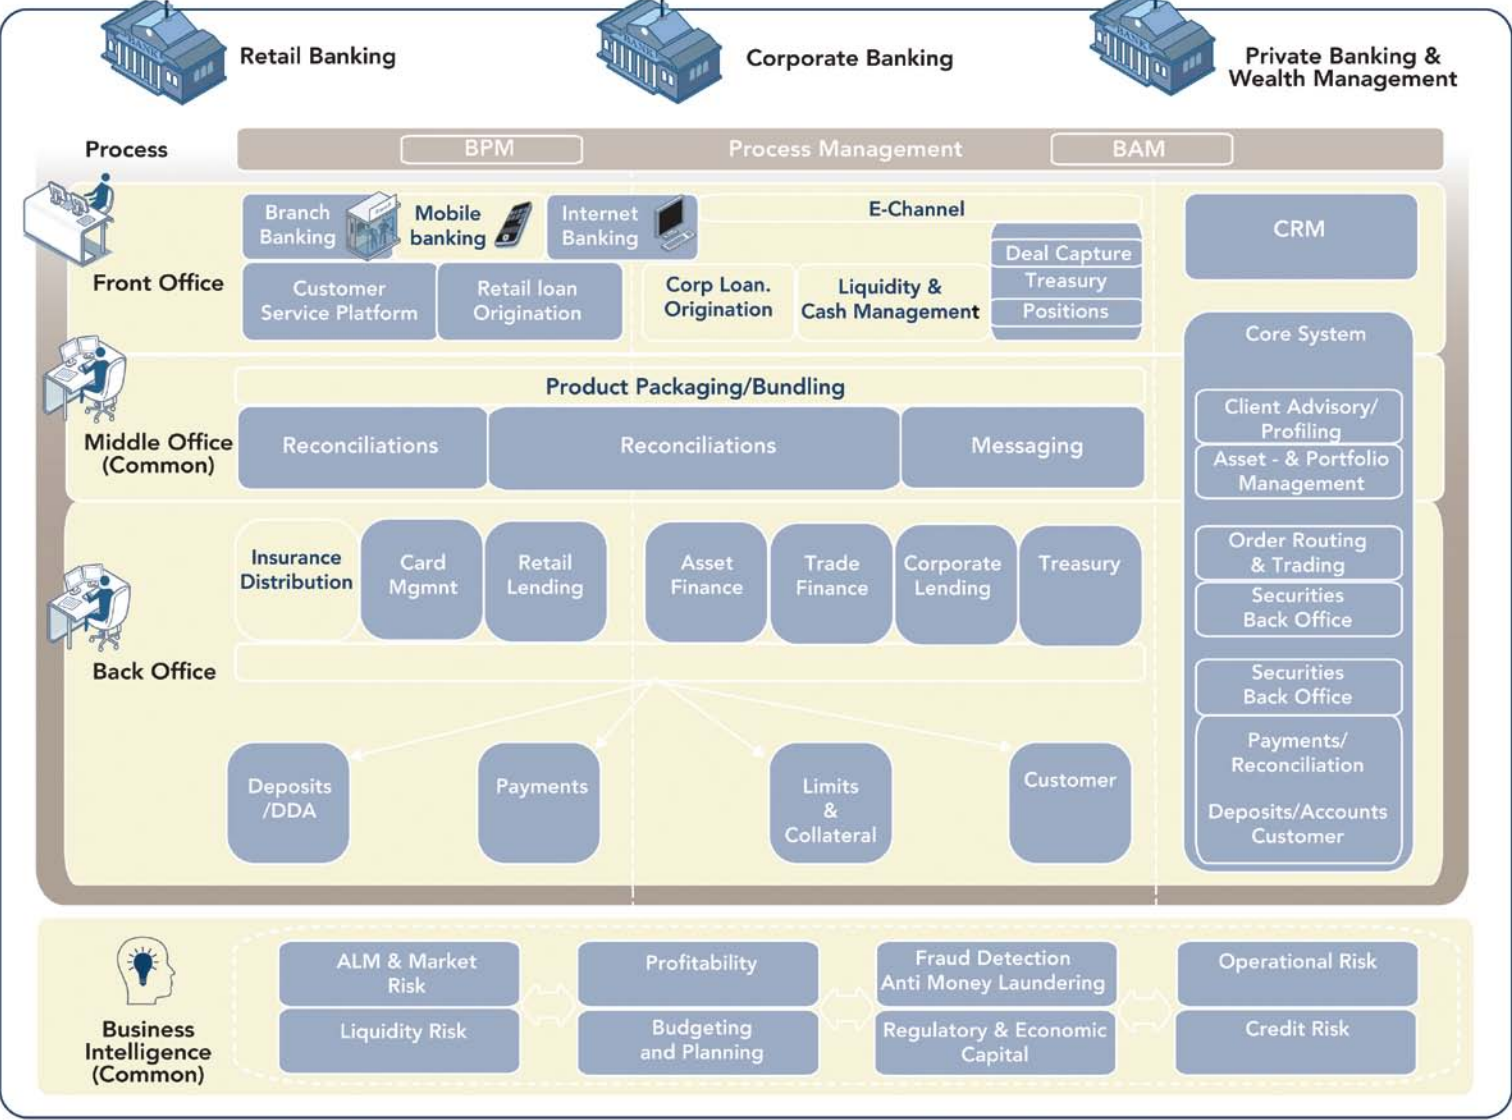 Retail Banking
Corporate Banking
Private Banking &
Wealth Management
Process
BPM
Process Management
BAM
Front Office
Branch
Banking
Mobile
banking
Internet
Banking
E-Channel
CRM
Customer
Service Platform
Retail loan
Origination
Corp Loan.
Origination
Liquidity &
Cash Management
Deal Capture
Treasury
Positions
Middle Office
(Common)
Product Packaging/Bundling
Reconciliations
Reconciliations
Messaging
Core System
Client Advisory/
Profiling
Asset - & Portfolio
Management
Order Routing
& Trading
Securities
Back Office
Securities
Back Office
Payments/
Reconciliation
Deposits/Accounts
Customer
Back Office
Insurance
Distribution
Card
Mgmnt
Retail
Lending
Asset
Finance
Trade
Finance
Corporate
Lending
Treasury
Deposits
/DDA
Payments
Limits
&
Collateral
Customer
Business
Intelligence
(Common)
ALM & Market
Risk
Liquidity Risk
Profitability
Budgeting
and Planning
Fraud Detection
Anti Money Laundering
Regulatory & Economic
Capital
Operational Risk
Credit Risk